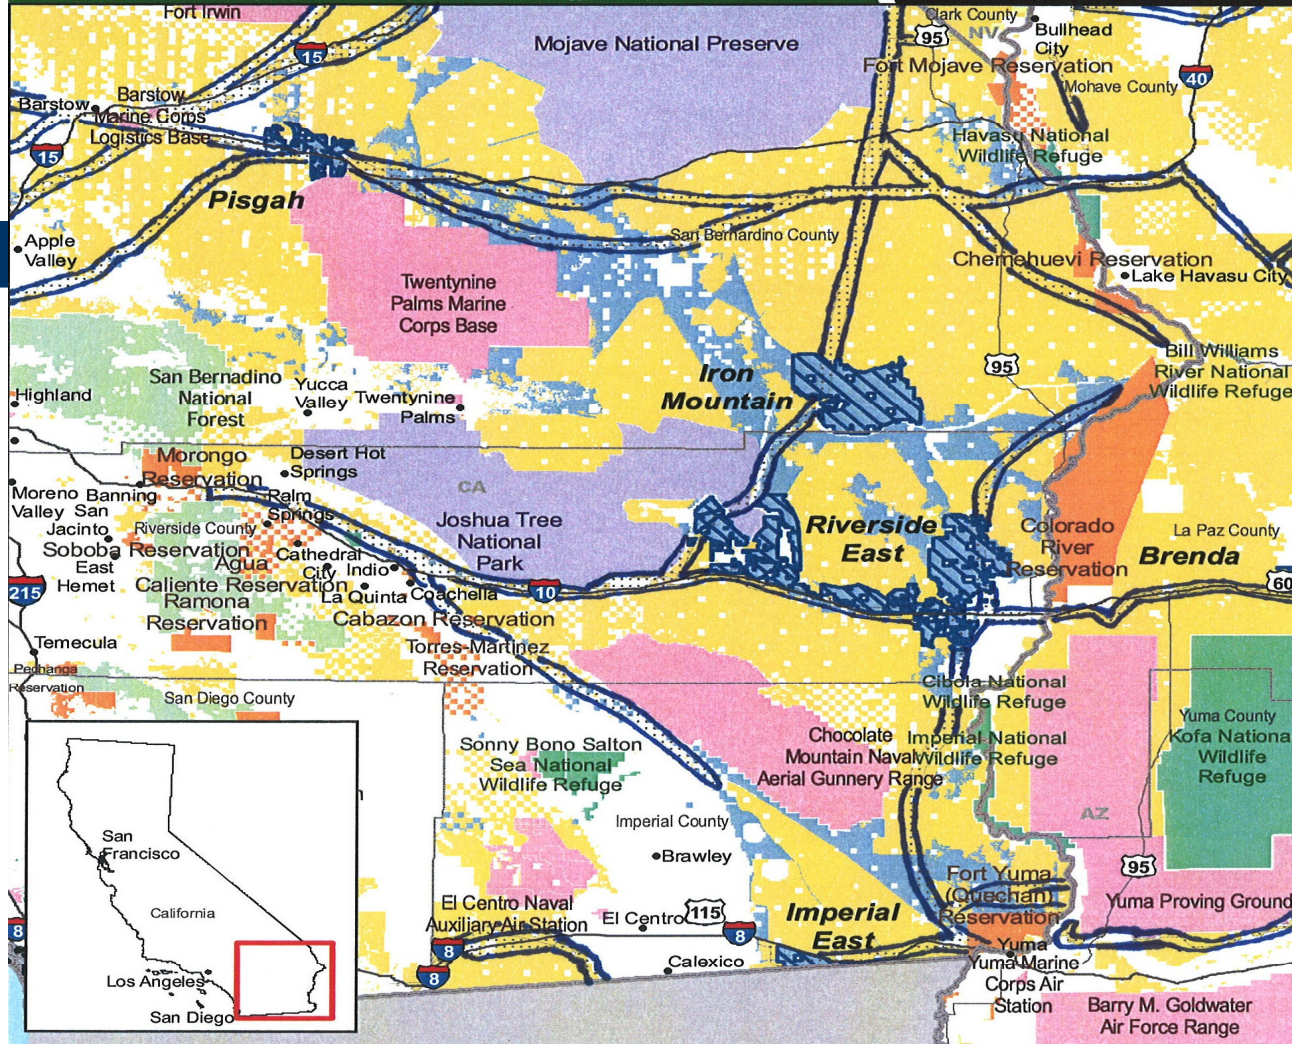 Fort Irwin
Clark County
NV
95
Bullhead
City
15
Mojave National Preserve
Fort Mojave Reservation
40
Mohave County
Barstow
Barstow
Marine Corps
Logistics Base
15
Havasu National
Wildlife Refuge
Pisgah
San Bernardino County
Apple
Valley
Chemehuevi Reservation
Lake Havasu City
Twentynine
Palms Marine
Corps Base
95
Bill Williams
River National
Wildlife Refuge
Iron
Mountain
San Bernadino
National
Forest
Yucca
Valley
Twentynine
Palms
Highland
Morongo
Reservation
Desert Hot
Springs
CA
Moreno
Valley
Banning
San
Jacinto
Palm
Springs
Riverside County
Joshua Tree
National
Park
Riverside
East
Colorado
River
Reservation
La Paz County
Brenda
Soboba Reservation
East
Hemet
Cathedral
City
Indio
Agua
Caliente Reservation
La Quinta
Coachella
10
60
215
Ramona
Reservation
Cabazon Reservation
Temecula
Torres-Martinez
Reservation
Pechanga
Reservation
San Diego County
Cibola National
Wildlife Refuge
Yuma County
Kofa National
Wildlife
Refuge
Chocolate
Mountain Naval
Aerial Gunnery Range
Imperial National
Wildlife Refuge
Sonny Bono Salton
Sea National
Wildlife Refuge
AZ
Imperial County
Brawley
95
San
Francisco
California
Los Angeles
San Diego
Fort Yuma
(Quechan)
Reservation
Yuma Proving Ground
El Centro Naval
Auxiliary Air Station
El Centro
115
8
Imperial
East
8
8
8
Calexico
Yuma
Yuma Marine
Corps Air
Station
Barry M. Goldwater
Air Force Range